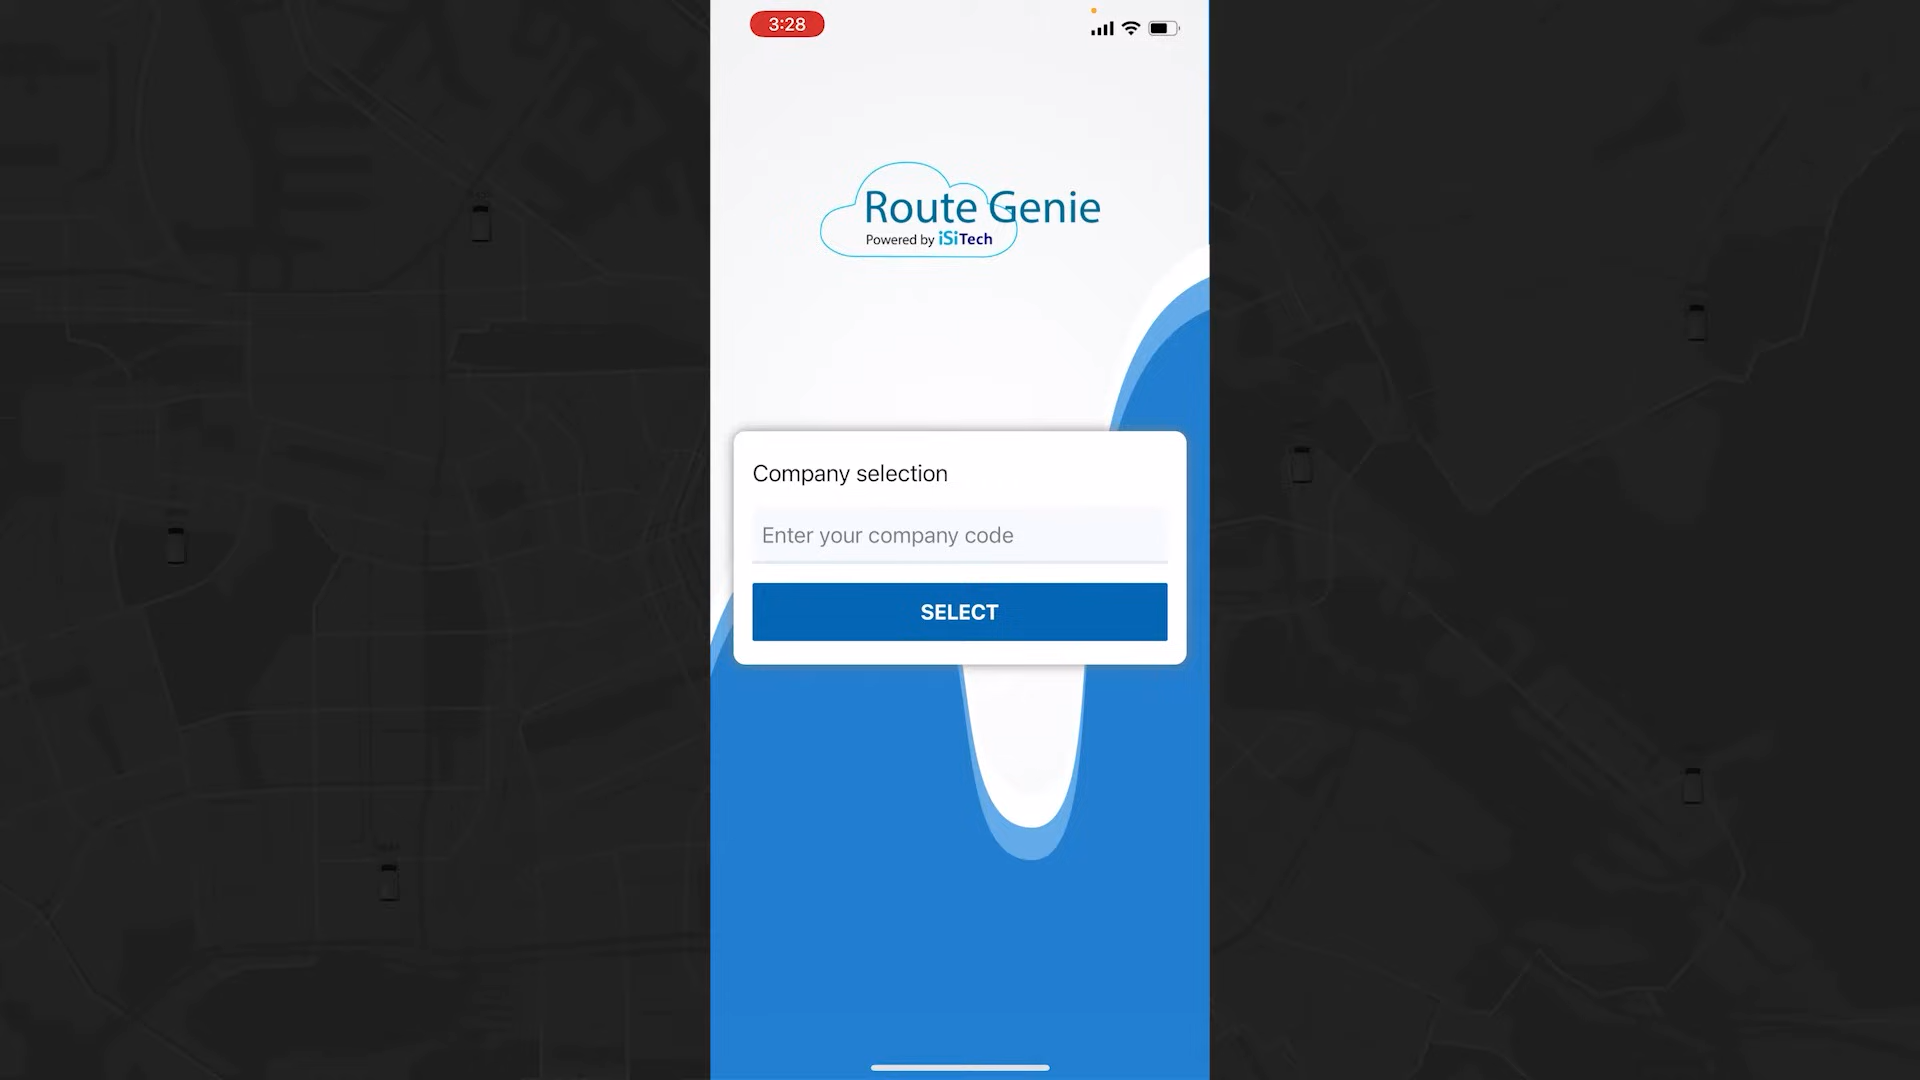 3:28
Route Genie
Powered by iSiTech
Company selection
Enter your company code
SELECT